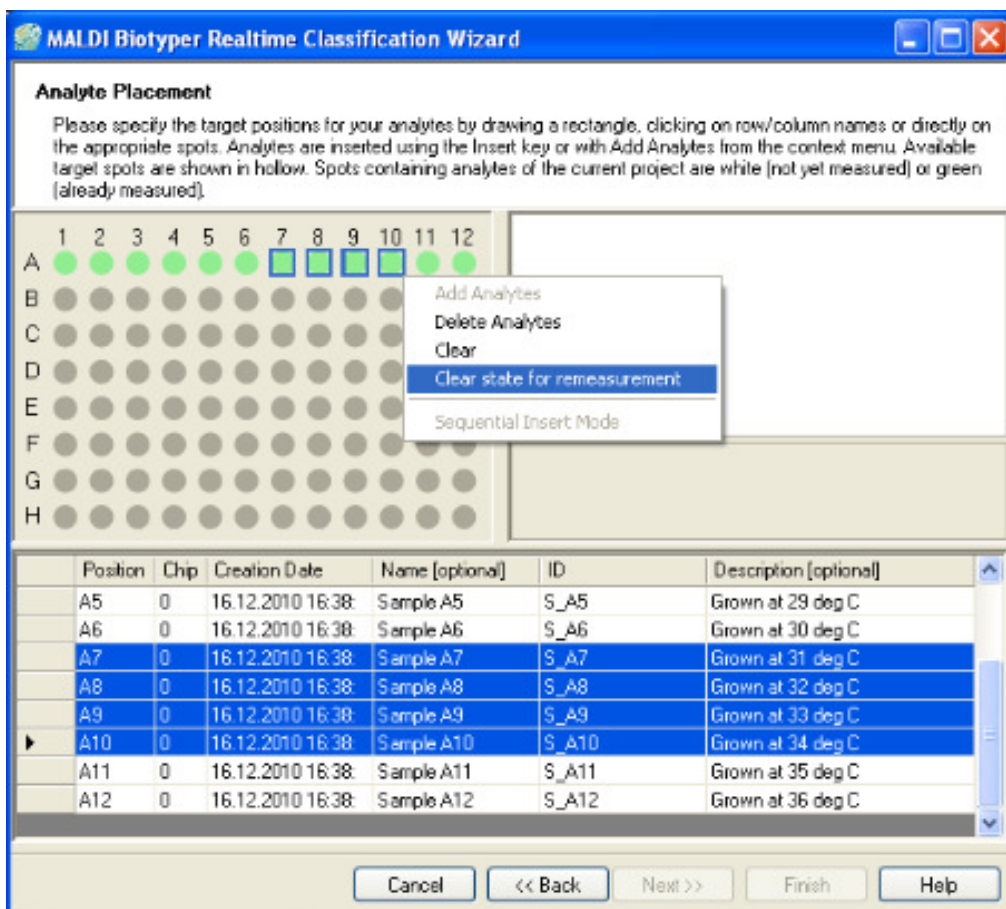 MALDI Biotyper Realtime Classification Wizard
Analyte Placement
Please specify the target positions for your analytes by drawing a rectangle, clicking on row/column names or directly on
the appropriate spots. Analytes are inserted using the Insert key or with Add Analytes from the context menu. Available
target spots are shown in hollow. Spots containing analytes of the current project are white (not yet measured) or green
(already measured).
1 2 3 4 5 6 7 8 9 10 11 12
A
B
C
D
E
F
G
H
Add Analytes
Delete Analytes
Clear
Clear state for remeasurement
Sequential Insert Mode
Position Chip Creation Date Name [optional] ID Description [optional]
A5 0 16.12.2010 16:38: Sample A5 S_A5 Grown at 29 deg C
A6 0 16.12.2010 16:38: Sample A6 S_A6 Grown at 30 deg C
A7 0 16.12.2010 16:38: Sample A7 S_A7 Grown at 31 deg C
A8 0 16.12.2010 16:38: Sample A8 S_A8 Grown at 32 deg C
A9 0 16.12.2010 16:38: Sample A9 S_A9 Grown at 33 deg C
A10 0 16.12.2010 16:38: Sample A10 S_A10 Grown at 34 deg C
A11 0 16.12.2010 16:38: Sample A11 S_A11 Grown at 35 deg C
A12 0 16.12.2010 16:38: Sample A12 S_A12 Grown at 36 deg C
Cancel << Back Next >> Finish Help